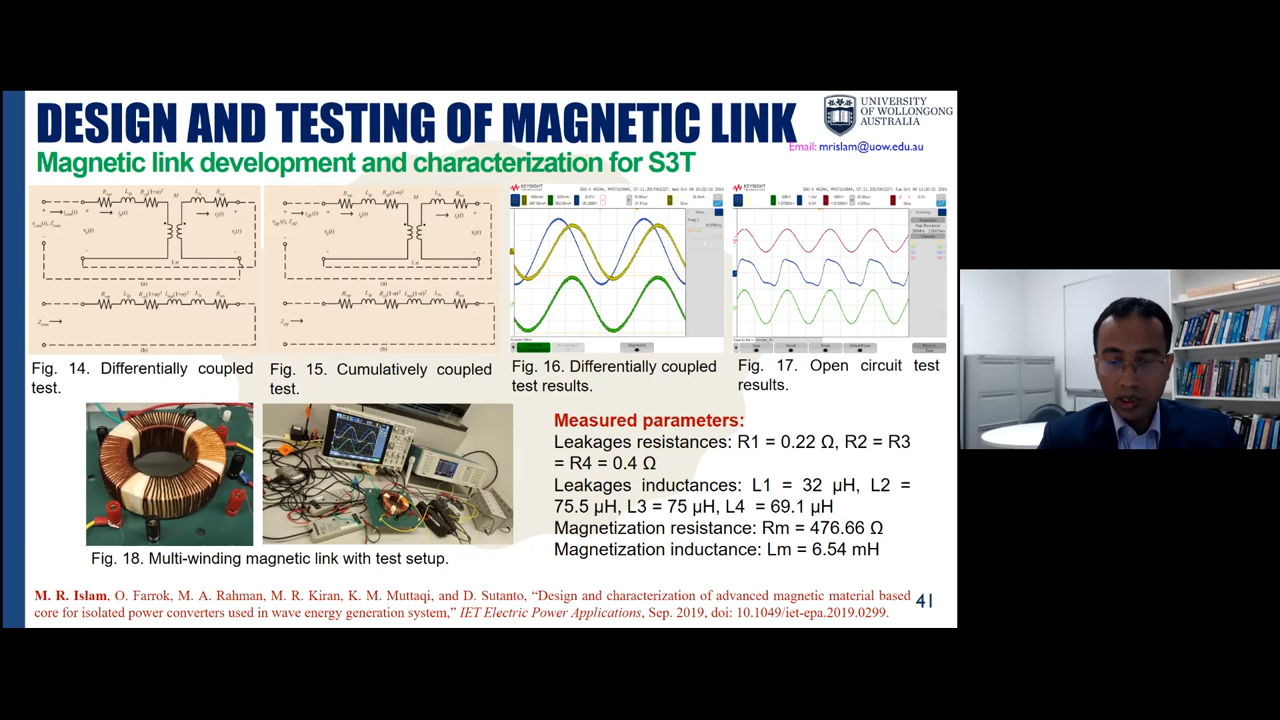 DESIGN AND TESTING OF MAGNETIC LINK
UNIVERSITY
OF WOLLONGONG
AUSTRALIA
Email: mrislam@uow.edu.au
Magnetic link development and characterization for S3T
KEYSIGHT
TECHNOLOGIES
KEYSIGHT
TECHNOLOGIES
(a)
(b)
(a)
(b)
Fig. 14. Differentially coupled
test.
Fig. 15. Cumulatively coupled
test.
Fig. 16. Differentially coupled
test results.
Fig. 17. Open circuit test
results.
Measured parameters:
Leakages resistances: R1 = 0.22 Ω, R2 = R3
= R4 = 0.4 Ω
Leakages inductances: L1 = 32 µH, L2 =
75.5 µH, L3 = 75 µH, L4 = 69.1 µH
Magnetization resistance: Rm = 476.66 Ω
Magnetization inductance: Lm = 6.54 mH
Fig. 18. Multi-winding magnetic link with test setup.
M. R. Islam, O. Farrok, M. A. Rahman, M. R. Kiran, K. M. Muttaqi, and D. Sutanto, “Design and characterization of advanced magnetic material based
core for isolated power converters used in wave energy generation system,” IET Electric Power Applications, Sep. 2019, doi: 10.1049/iet-epa.2019.0299.
41